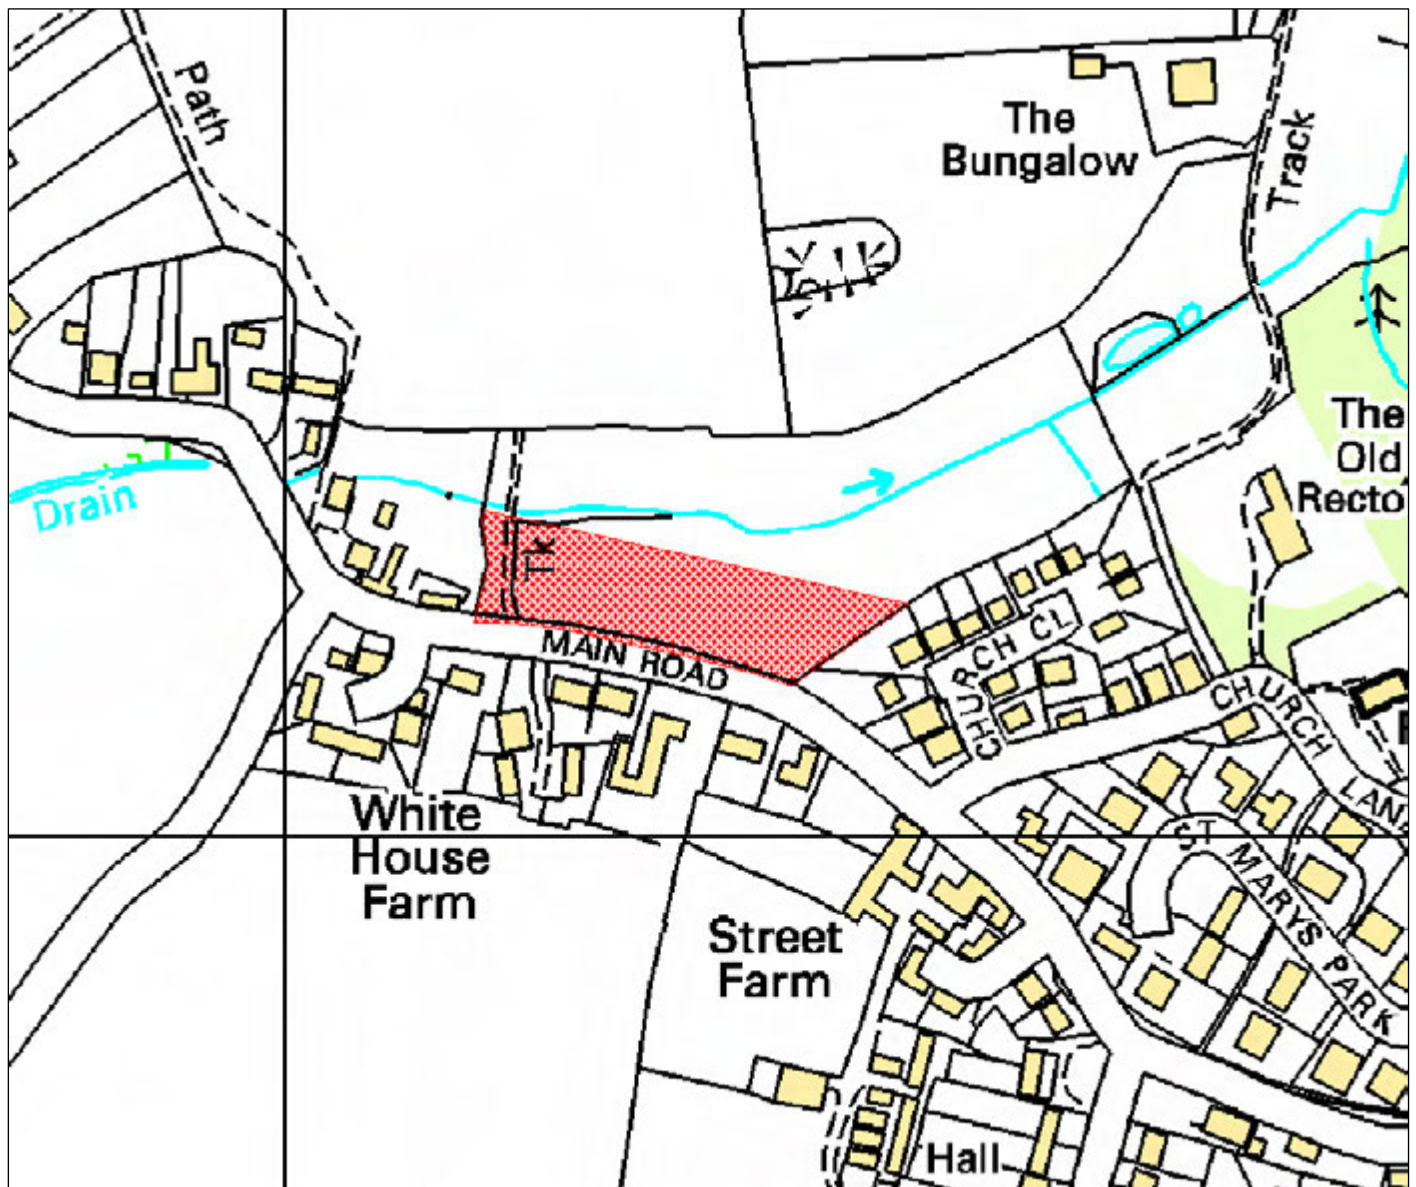 Path
The
Bungalow
Track
The
Old
Recto
Drain
Tk
MAIN ROAD
CHURCH CL
CHURCH LAN
White
House
Farm
ST MARYS PARK
Street
Farm
Hall